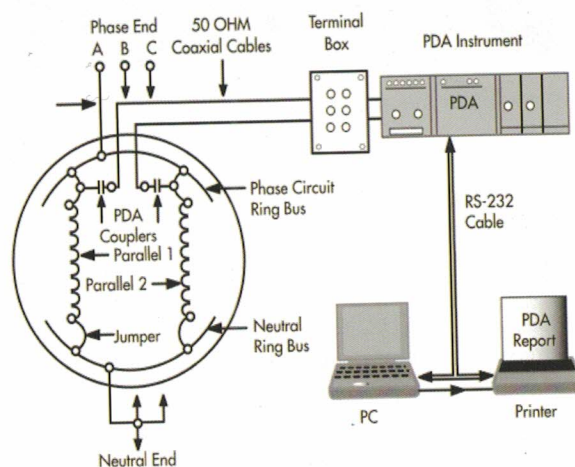 Phase End
A B C
50 OHM
Coaxial Cables
Terminal
Box
PDA Instrument
PDA
Phase Circuit
Ring Bus
RS-232
Cable
PDA
Couplers
Parallel 1
Parallel 2
Jumper
Neutral
Ring Bus
PDA
Report
PC
Printer
Neutral End